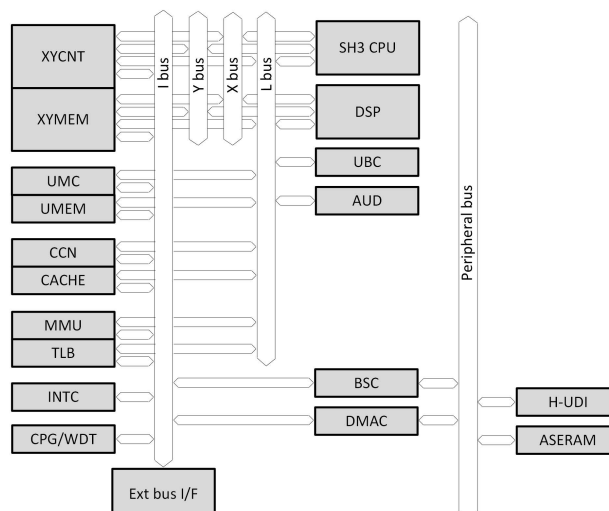 XYCNT
XYMEM
UMC
UMEM
CCN
CACHE
MMU
TLB
INTC
CPG/WDT
Ext bus I/F
I bus
Y bus
X bus
L bus
SH3 CPU
DSP
UBC
AUD
BSC
DMAC
Peripheral bus
H-UDI
ASERAM